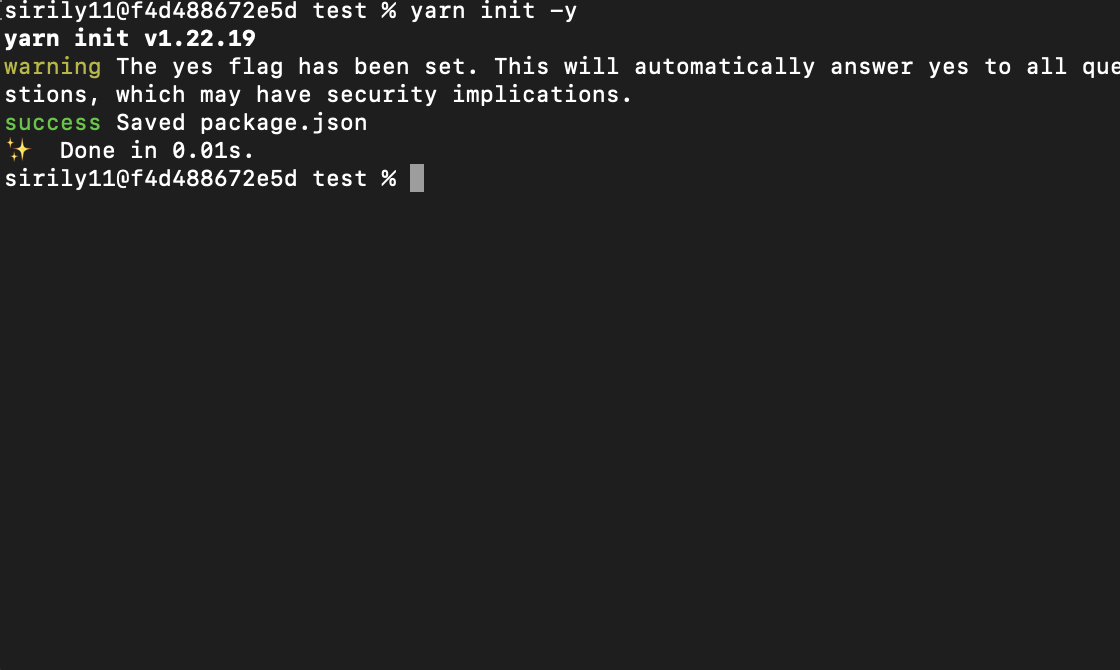 sirily11@f4d488672e5d test % yarn init -y
yarn init v1.22.19
warning The yes flag has been set. This will automatically answer yes to all que
stions, which may have security implications.
success Saved package.json
✨  Done in 0.01s.
sirily11@f4d488672e5d test %